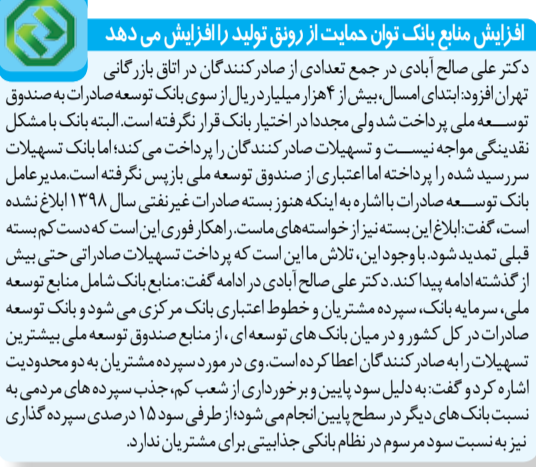 افزایش منابع بانک توان حمایت از رونق تولید را افزایش می دهد
دکتر علی صالح آبادی در جمع تعدادی از صادرکنندگان در اتاق بازرگانی
تهران افزود: ابتدای امسال، بیش از ۴هزار میلیارد ریال از سوی بانک توسعه صادرات به صندوق
توســعه ملی پرداخت شد ولی مجددا در اختیار بانک قرار نگرفته است. البته بانک با مشکل
نقدینگی مواجه نیســت و تسهیلات صادرکنندگان را پرداخت می کند؛ اما بانک تسهیلات
سررسید شده را پرداخته اما اعتباری از صندوق توسعه ملی بازپس نگرفته است. مدیرعامل
بانک توســعه صادرات با اشاره به اینکه هنوز بسته صادرات غیرنفتی سال ۱۳۹۸ ابلاغ نشده
است، گفت: ابلاغ این بسته نیز از خواسته‌های ماست. راهکار فوری این است که دست کم بسته
قبلی تمدید شود. با وجود این، تلاش ما این است که پرداخت تسهیلات صادراتی حتی بیش
از گذشته ادامه پیدا کند. دکتر علی صالح آبادی در ادامه گفت: منابع بانک شامل منابع توسعه
ملی، سرمایه بانک، سپرده مشتریان و خطوط اعتباری بانک مرکزی می شود و بانک توسعه
صادرات در کل کشور و در میان بانک های توسعه ای، از منابع صندوق توسعه ملی بیشترین
تسهیلات را به صادرکنندگان اعطا کرده است. وی در مورد سپرده مشتریان به دو محدودیت
اشاره کرد و گفت: به دلیل سود پایین و برخورداری از شعب کم، جذب سپرده های مردمی به
نسبت بانک های دیگر در سطح پایین انجام می شود؛ از طرفی سود ۱۵ درصدی سپرده گذاری
نیز به نسبت سود مرسوم در نظام بانکی جذابیتی برای مشتریان ندارد.